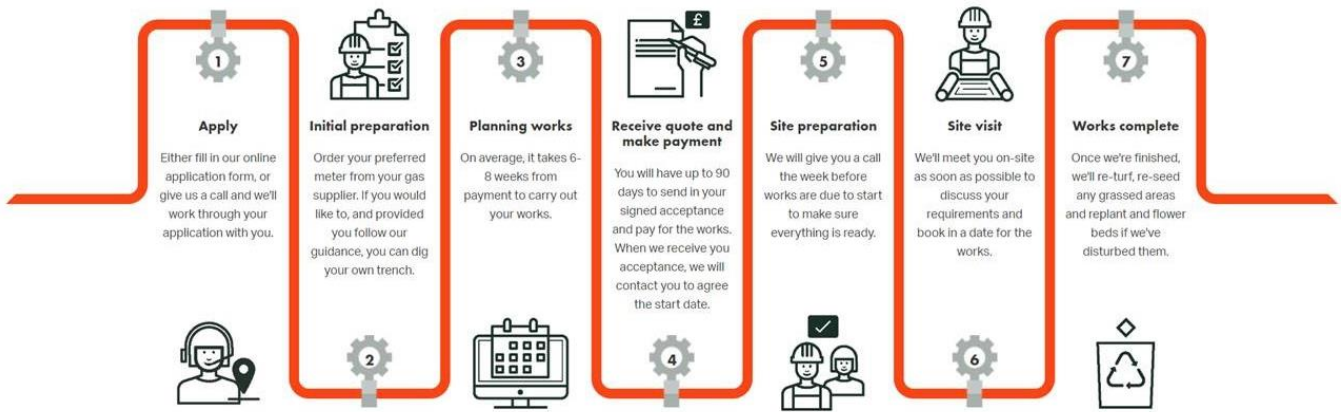 1
Apply
Either fill in our online
application form, or
give us a call and we'll
work through your
application with you.
2
Initial preparation
Order your preferred
meter from your gas
supplier. If you would
like to, and provided
you follow our
guidance, you can dig
your own trench.
3
Planning works
On average, it takes 6-
8 weeks from
payment to carry out
your works.
4
£
Receive quote and
make payment
You will have up to 90
days to send in your
signed acceptance
and pay for the works.
When we receive you
acceptance, we will
contact you to agree
the start date.
5
Site preparation
We will give you a call
the week before
works are due to start
to make sure
everything is ready.
6
Site visit
We'll meet you on-site
as soon as possible to
discuss your
requirements and
book in a date for the
works.
7
Works complete
Once we're finished,
we'll re-turf, re-seed
any grassed areas
and replant and flower
beds if we've
disturbed them.